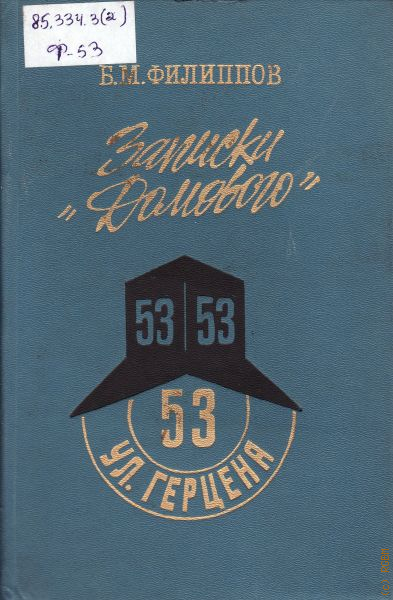 85.334.3(2)
Ф-53
Б.М.ФИЛИППОВ
Записки
„Домового”
53 53
53
УЛ. ГЕРЦЕНА